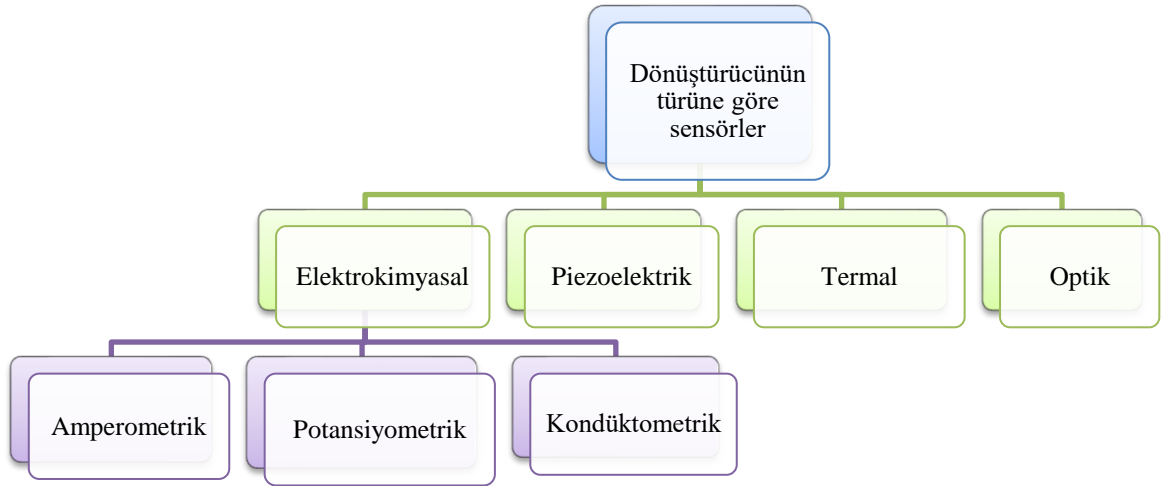 Dönüştürücünün
türüne göre
sensörler
Elektrokimyasal
Piezoelektrik
Termal
Optik
Amperometrik
Potansiyometrik
Kondüktometrik